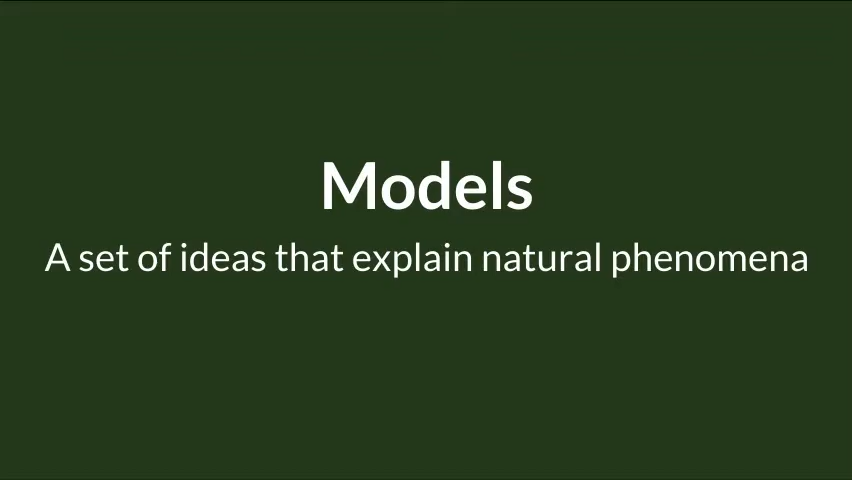 Models
A set of ideas that explain natural phenomena